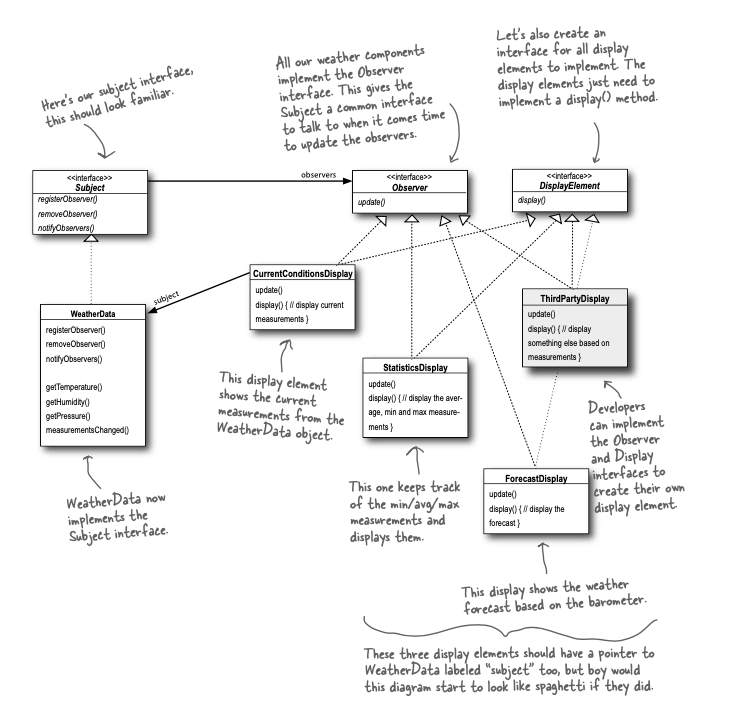 Here's our subject interface,
this should look familiar.
All our weather components
implement the Observer
interface. This gives the
Subject a common interface
to talk to when it comes time
to update the observers.
Let's also create an
interface for all display
elements to implement. The
display elements just need to
implement a display() method.
<<interface>>
Subject
registerObserver()
removeObserver()
notifyObservers()
observers
<<interface>>
Observer
update()
<<interface>>
DisplayElement
display()
subject
CurrentConditionsDisplay
update()
display() { // display current
measurements }
ThirdPartyDisplay
update()
display() { // display
something else based on
measurements }
WeatherData
registerObserver()
removeObserver()
notifyObservers()
getTemperature()
getHumidity()
getPressure()
measurementsChanged()
StatisticsDisplay
update()
display() { // display the aver-
age, min and max measure-
ments }
This display element
shows the current
measurements from the
WeatherData object.
Developers
can implement
the Observer
and Display
interfaces to
create their own
display element.
ForecastDisplay
update()
display() { // display the
forecast }
WeatherData now
implements the
Subject interface.
This one keeps track
of the min/avg/max
measurements and
displays them.
This display shows the weather
forecast based on the barometer.
These three display elements should have a pointer to
WeatherData labeled "subject" too, but boy would
this diagram start to look like spaghetti if they did.